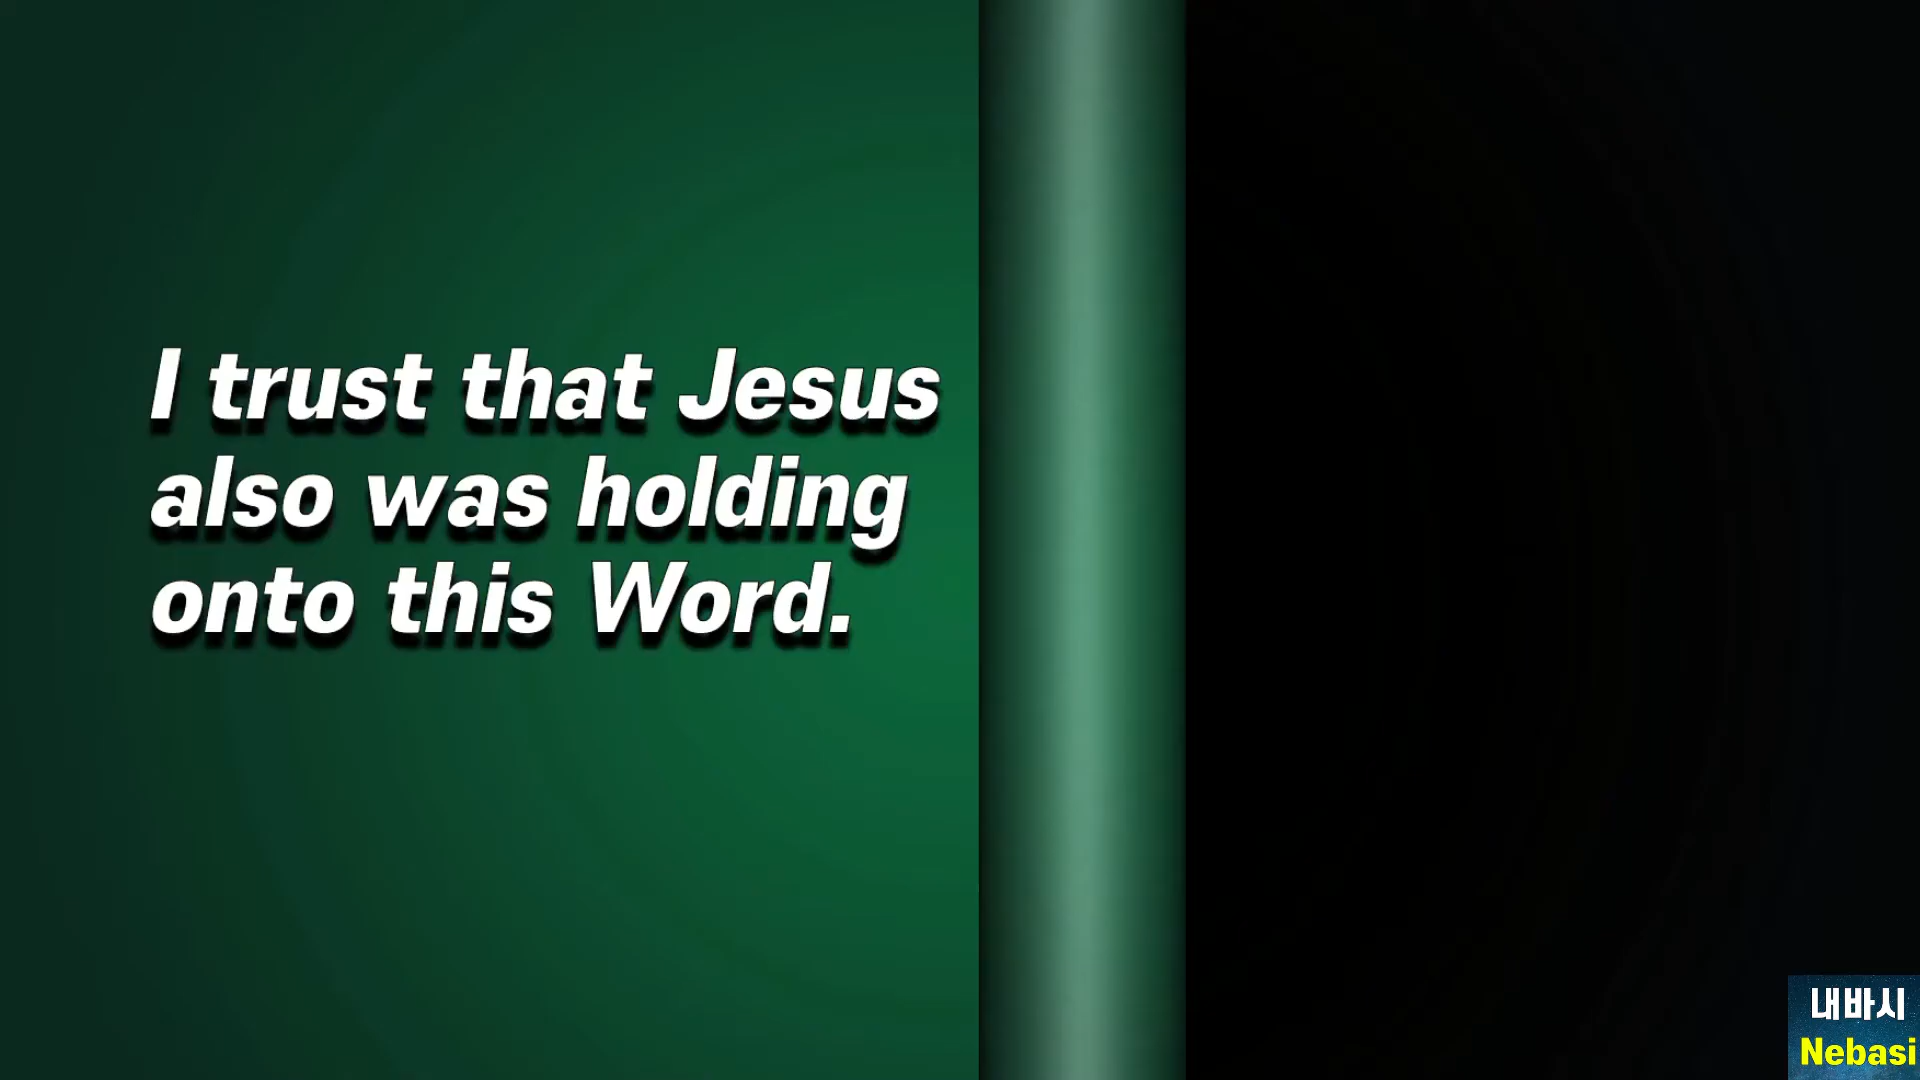 I trust that Jesus
also was holding
onto this Word.
내바시
Nebasi